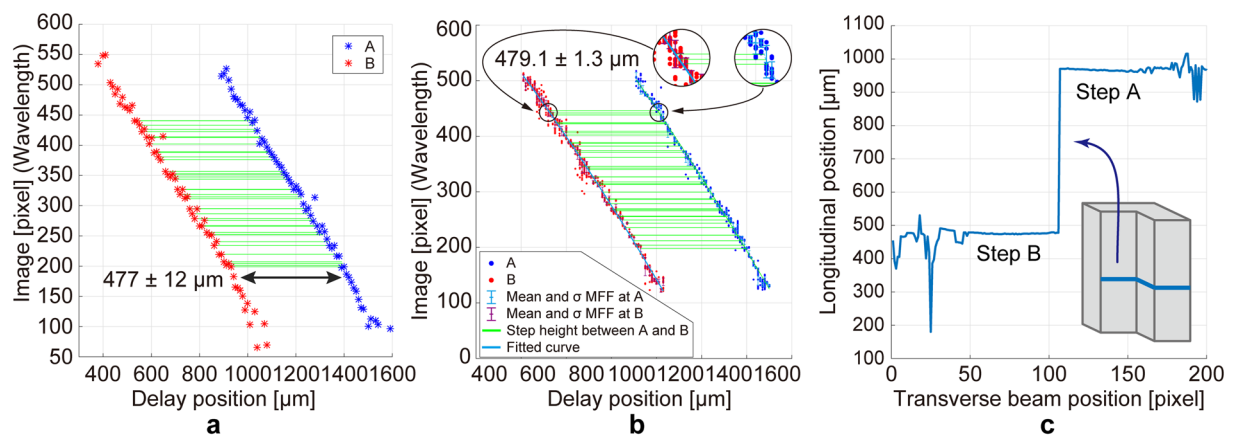 600
550
500
450
400
350
300
250
200
150
100
50
400
600
800
1000
1200
1400
1600
Image [pixel] (Wavelength)
Delay position [µm]
A
B
477 ± 12 µm
a
600
500
400
300
200
100
0
400
600
800
1000
1200
1400
1600
Image [pixel] (Wavelength)
Delay position [µm]
479.1 ± 1.3 µm
A
B
Mean and σ MFF at A
Mean and σ MFF at B
Step height between A and B
Fitted curve
b
1100
1000
900
800
700
600
500
400
300
200
100
0
50
100
150
200
Longitudinal position [µm]
Transverse beam position [pixel]
Step A
Step B
c